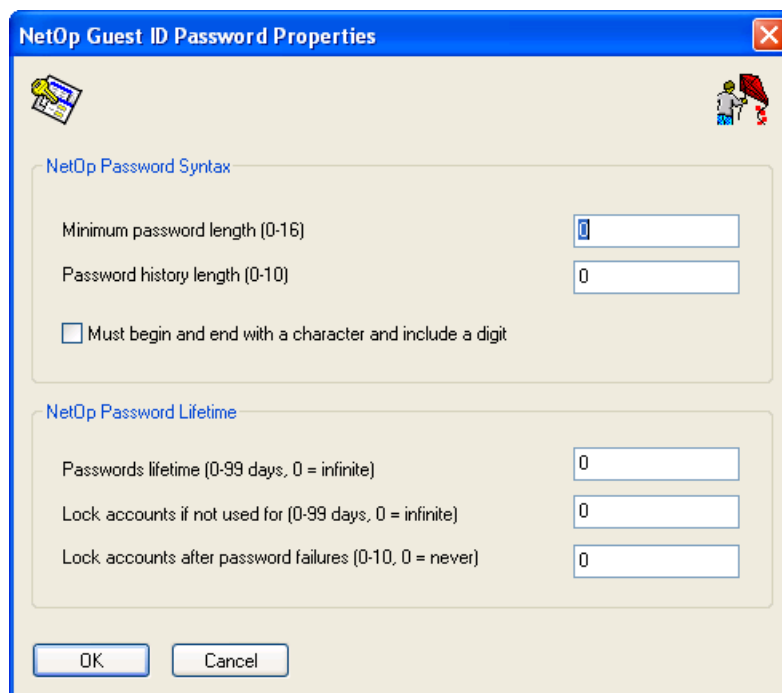 NetOp Guest ID Password Properties
NetOp Password Syntax
Minimum password length (0-16)
0
Password history length (0-10)
0
Must begin and end with a character and include a digit
NetOp Password Lifetime
Passwords lifetime (0-99 days, 0 = infinite)
0
Lock accounts if not used for (0-99 days, 0 = infinite)
0
Lock accounts after password failures (0-10, 0 = never)
0
OK
Cancel